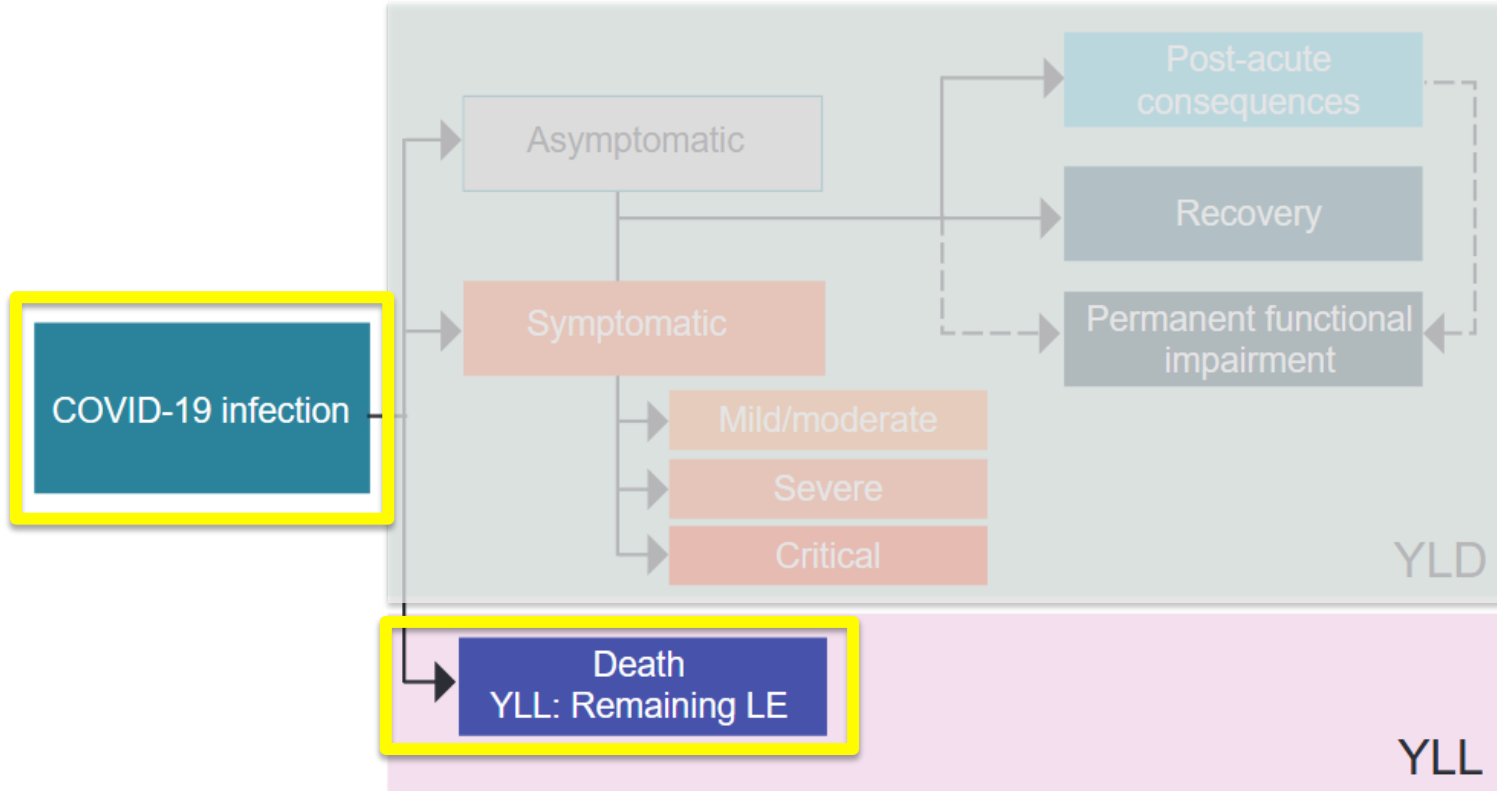 Post-acute
consequences
Asymptomatic
Recovery
Symptomatic
Permanent functional
impairment
COVID-19 infection
Mild/moderate
Severe
Critical
YLD
Death
YLL: Remaining LE
YLL